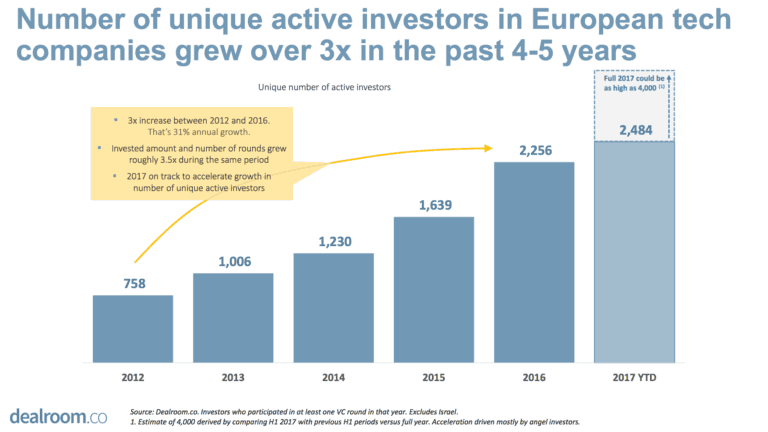 Number of unique active investors in European tech
companies grew over 3x in the past 4-5 years
Unique number of active investors
Full 2017 could be
as high as 4,000 (1)
▪ 3x increase between 2012 and 2016.
That's 31% annual growth.
▪ Invested amount and number of rounds grew
roughly 3.5x during the same period
▪ 2017 on track to accelerate growth in
number of unique active investors
758
1,006
1,230
1,639
2,256
2,484
2012
2013
2014
2015
2016
2017 YTD
dealroom.co
Source: Dealroom.co. Investors who participated in at least one VC round in that year. Excludes Israel.
1. Estimate of 4,000 derived by comparing H1 2017 with previous H1 periods versus full year. Acceleration driven mostly by angel investors.